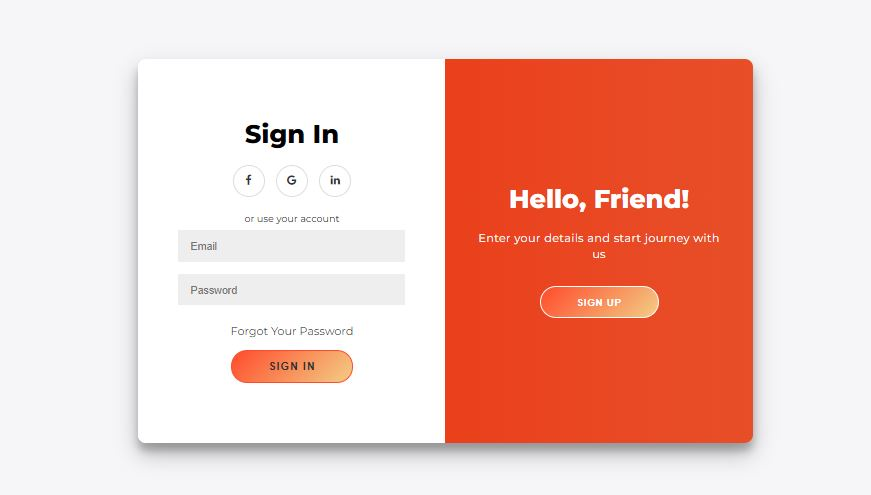 Sign In
f
G
in
or use your account
Email
Password
Forgot Your Password
SIGN IN
Hello, Friend!
Enter your details and start journey with
us
SIGN UP